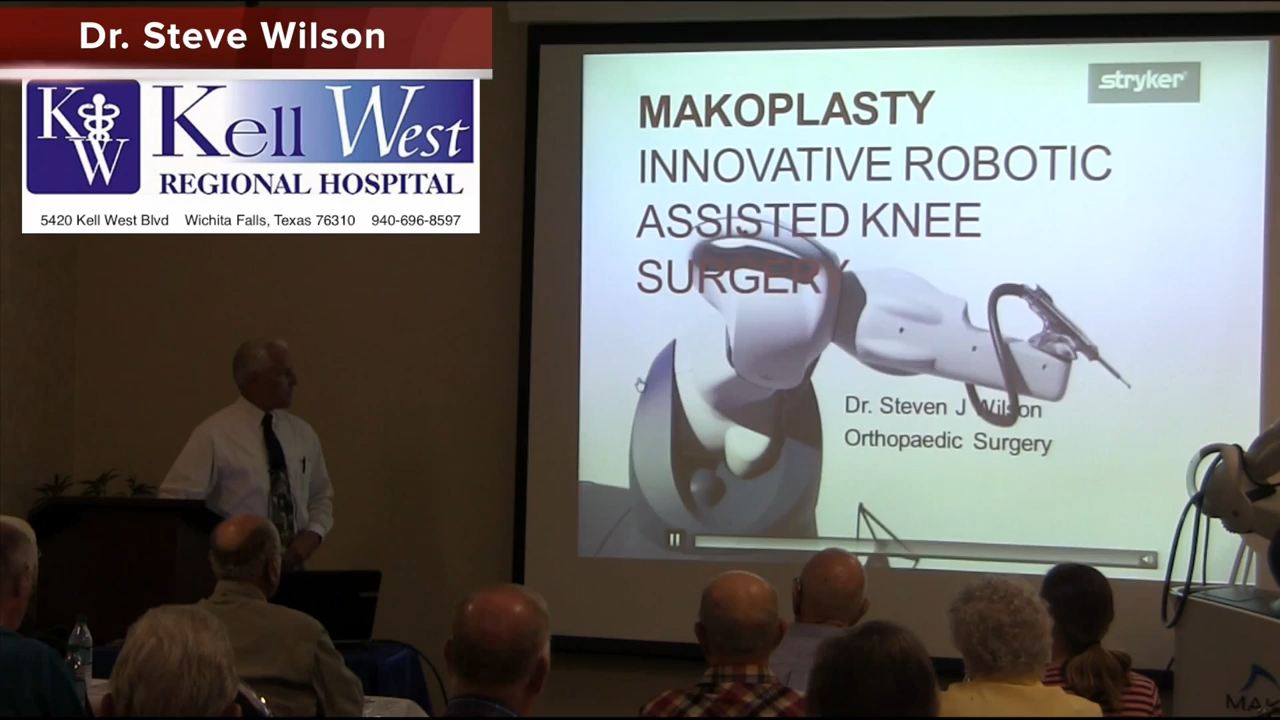 Dr. Steve Wilson
KW
Kell West
REGIONAL HOSPITAL
5420 Kell West Blvd Wichita Falls, Texas 76310 940-696-8597
stryker
MAKOPLASTY
INNOVATIVE ROBOTIC
ASSISTED KNEE
SURGERY
Dr. Steven J Wilson
Orthopaedic Surgery